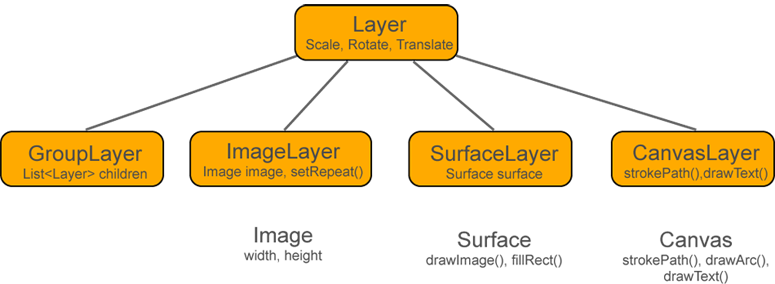 Layer
Scale, Rotate, Translate
GroupLayer
List<Layer> children
ImageLayer
Image image, setRepeat()
SurfaceLayer
Surface surface
CanvasLayer
strokePath(),drawText()
Image
width, height
Surface
drawImage(), fillRect()
Canvas
strokePath(), drawArc(),
drawText()